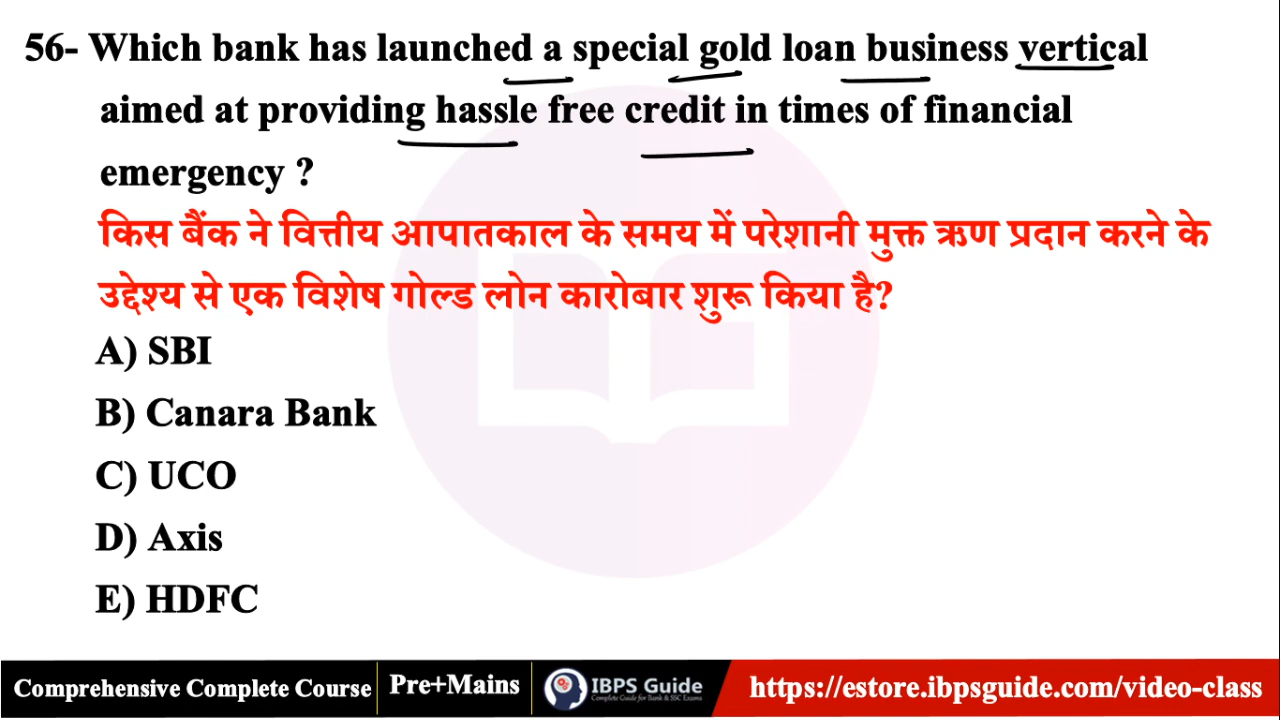 56- Which bank has launched a special gold loan business vertical
aimed at providing hassle free credit in times of financial
emergency ?
किस बैंक ने वित्तीय आपातकाल के समय में परेशानी मुक्त ऋण प्रदान करने के
उद्देश्य से एक विशेष गोल्ड लोन कारोबार शुरू किया है?
A) SBI
B) Canara Bank
C) UCO
D) Axis
E) HDFC
Comprehensive Complete Course
Pre+Mains
IBPS Guide
Complete Guide for Bank & SSC Exams
https://estore.ibpsguide.com/video-class